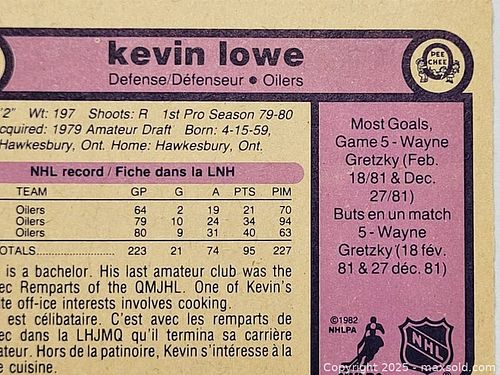 kevin lowe
Defense/Défenseur • Oilers
O PEE CHEE
'2" Wt: 197 Shoots: R 1st Pro Season 79-80
cquired: 1979 Amateur Draft Born: 4-15-59,
Hawkesbury, Ont. Home: Hawkesbury, Ont.
NHL record / Fiche dans la LNH
TEAM GP G A PTS PIM
Oilers 64 2 19 21 70
Oilers 79 10 24 34 94
Oilers 80 9 31 40 63
OTALS 223 21 74 95 227
is a bachelor. His last amateur club was the
ec Remparts of the QMJHL. One of Kevin's
ite off-ice interests involves cooking.
est célibataire. C'est avec les remparts de
ec dans la LHJMQ qu'il termina sa carrière
ateur. Hors de la patinoire, Kevin s'intéresse à la
cuisine.
Most Goals,
Game 5 - Wayne
Gretzky (Feb.
18/81 & Dec.
27/81)
Buts en un match
5 - Wayne
Gretzky (18 fév.
81 & 27 déc. 81)
©1982
NHLPA
NHL
Copyright 2025 - maxsold.com